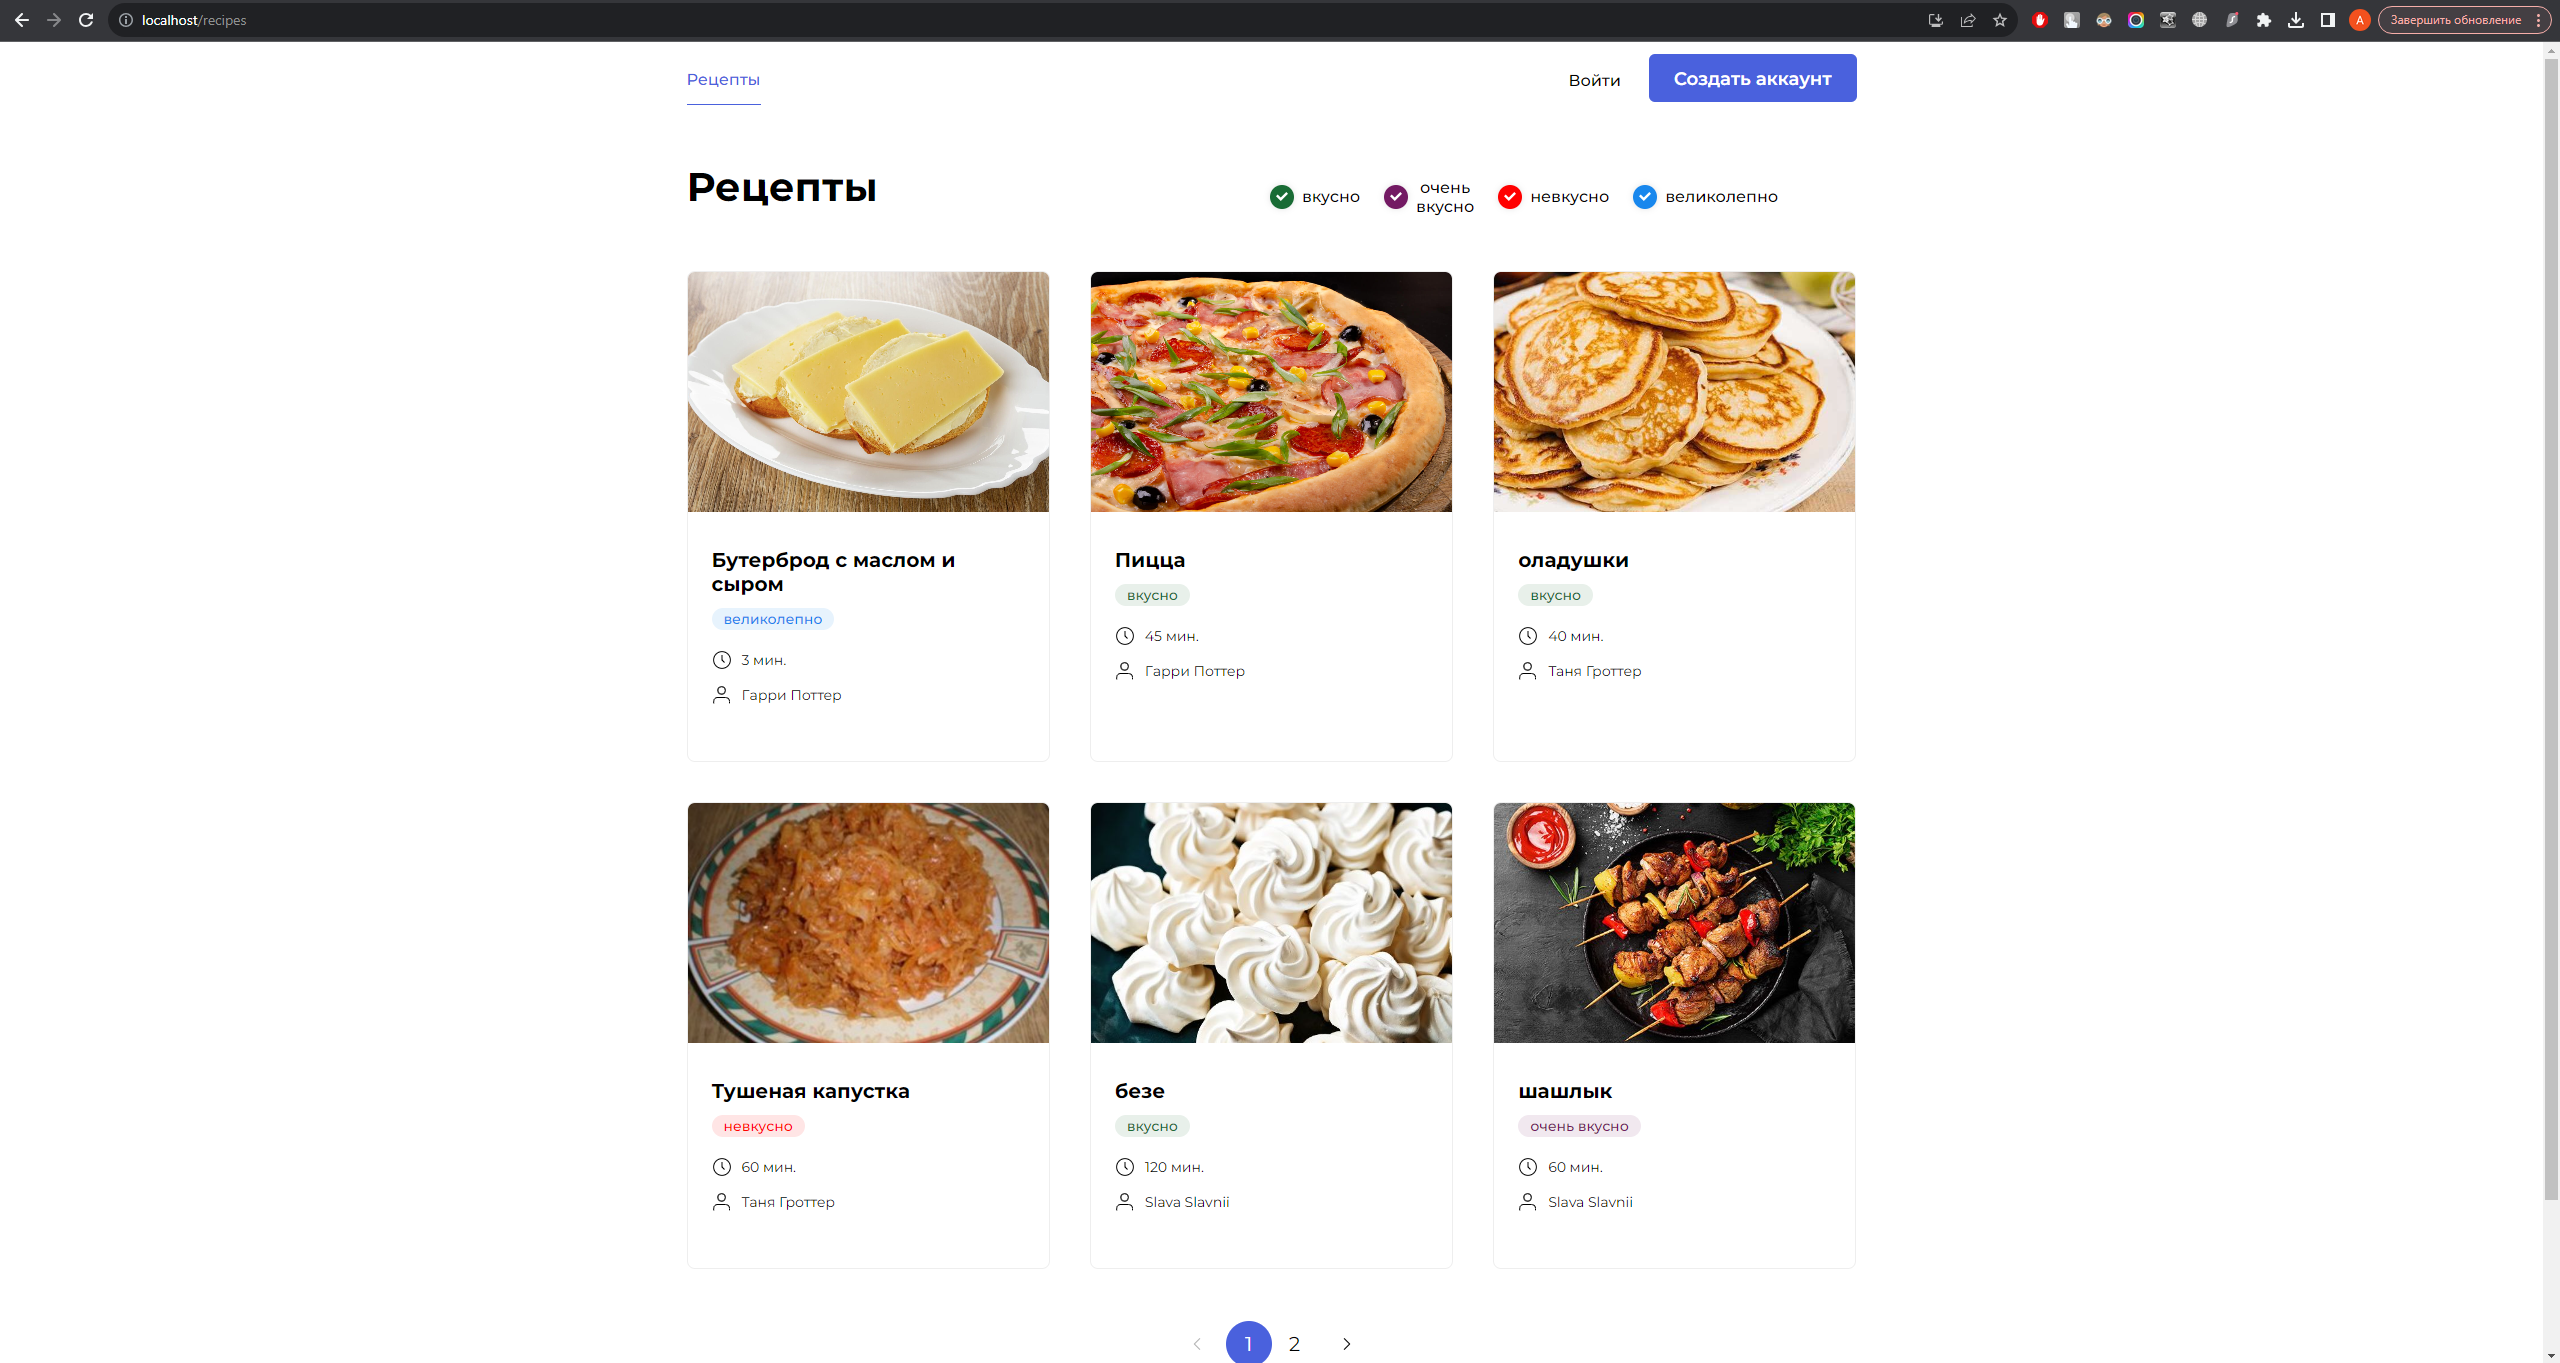 localhost/recipes
Завершить обновление
A
Рецепты
Войти
Создать аккаунт
Рецепты
вкусно
очень
вкусно
невкусно
великолепно
Бутерброд с маслом и
сыром
великолепно
3 мин.
Гарри Поттер
Пицца
вкусно
45 мин.
Гарри Поттер
оладушки
вкусно
40 мин.
Таня Гроттер
Тушеная капустка
невкусно
60 мин.
Таня Гроттер
безе
вкусно
120 мин.
Slava Slavnii
шашлык
очень вкусно
60 мин.
Slava Slavnii
1
2